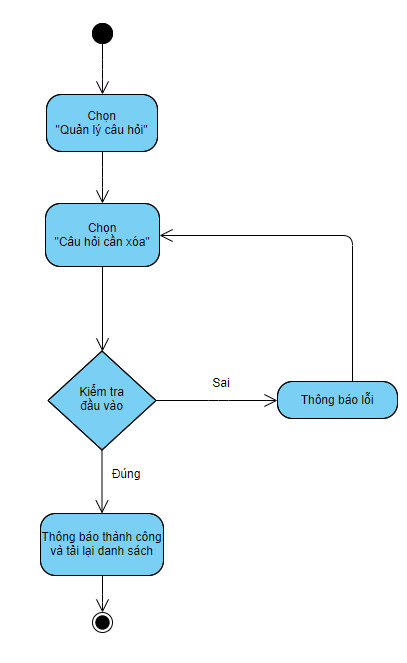 Chọn
"Quản lý câu hỏi"
Chọn
"Câu hỏi cần xóa"
Kiểm tra
đầu vào
Sai
Thông báo lỗi
Đúng
Thông báo thành công
và tải lại danh sách